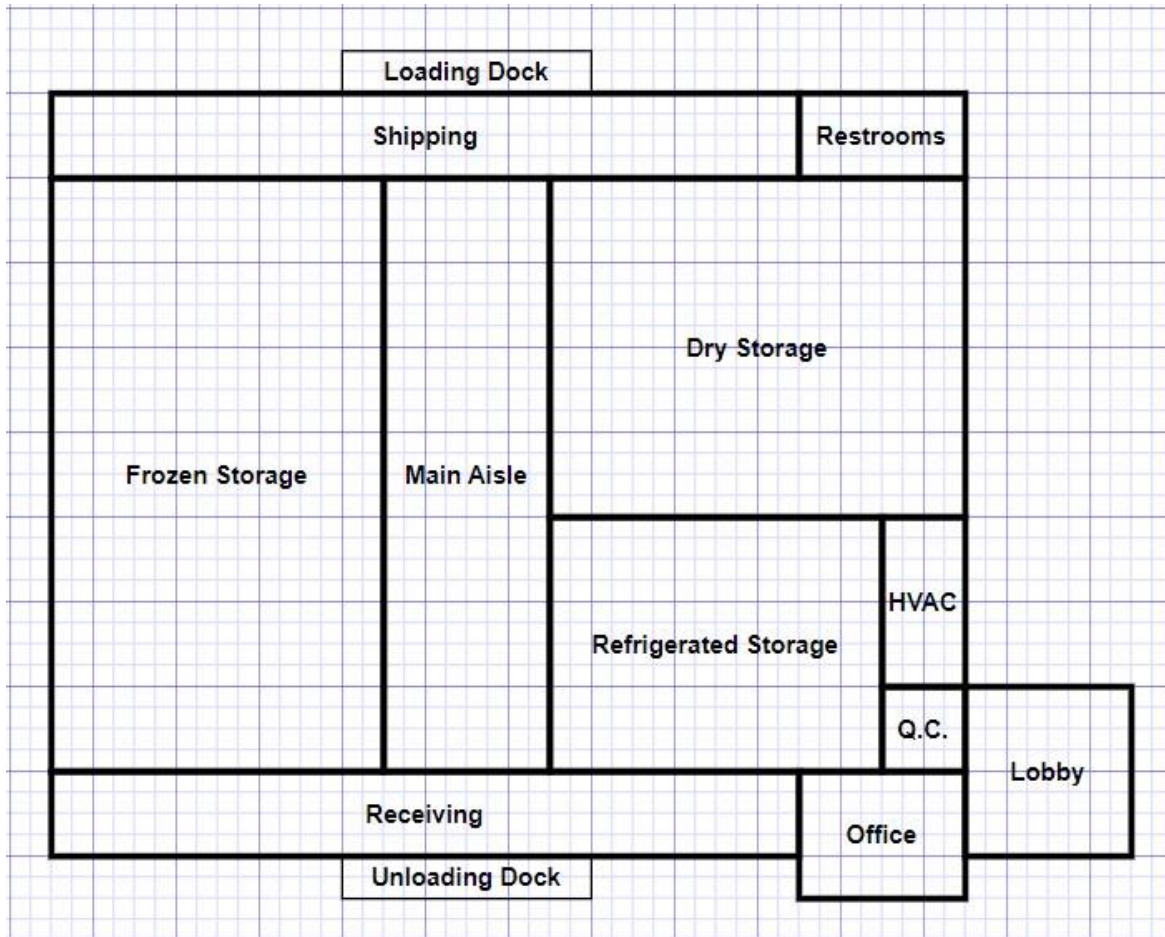 Loading Dock
Shipping
Restrooms
Dry Storage
Frozen Storage
Main Aisle
HVAC
Refrigerated Storage
Q.C.
Lobby
Receiving
Office
Unloading Dock